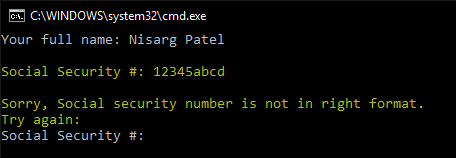 C:\WINDOWS\system32\cmd.exe
Your full name: Nisarg Patel
Social Security #: 12345abcd
Sorry, Social security number is not in right format.
Try again:
Social Security #: